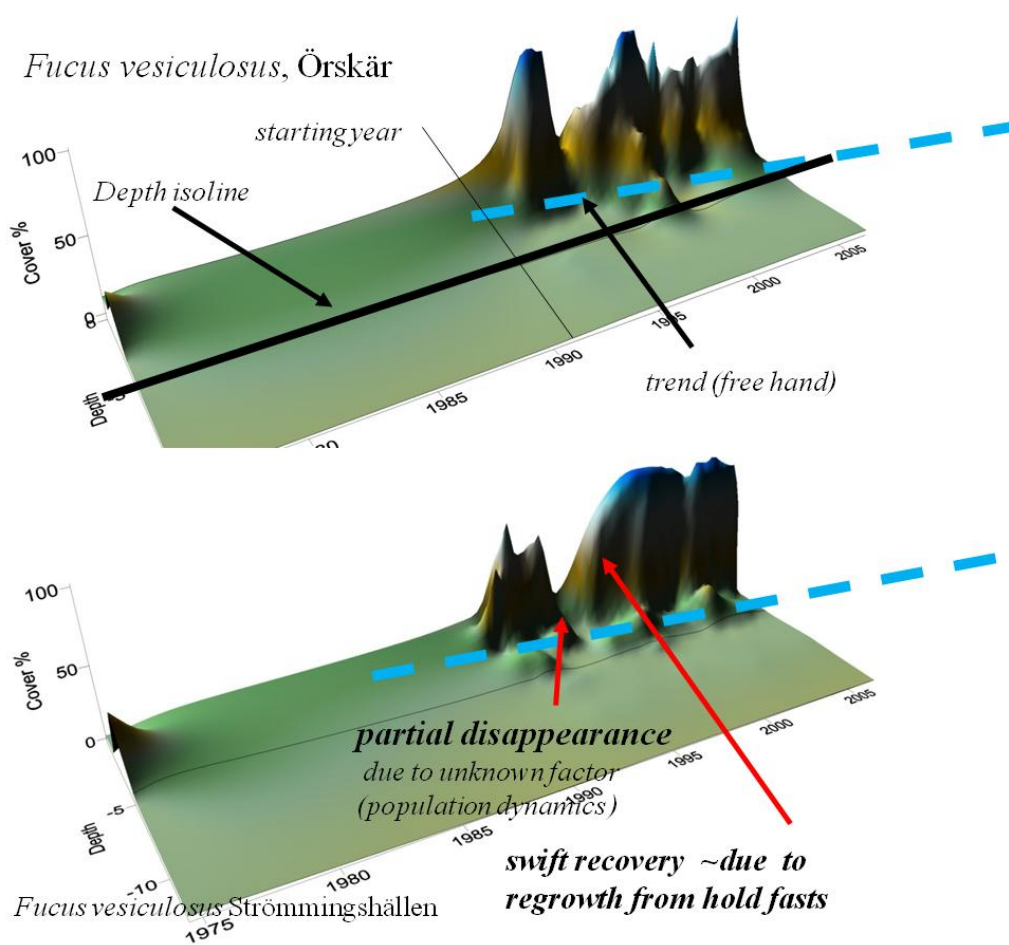 Fucus vesiculosus, Örskär
starting year
Depth isoline
100
50
0
Cover %
Depth
1985
1990
1995
2000
2005
trend (free hand)
100
50
0
Cover %
-5
-10
Depth
partial disappearance
due to unknown factor
(population dynamics)
swift recovery ~due to
regrowth from hold fasts
1975
1980
1985
1990
1995
2000
2005
Fucus vesiculosus Strömmingshällen